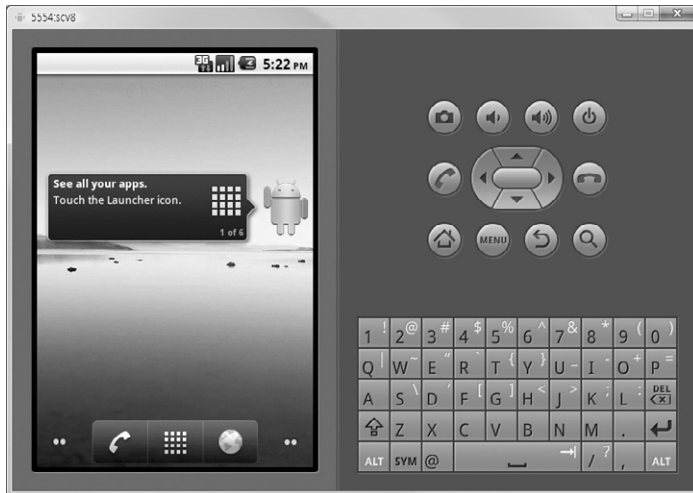 5554:scv8
3G 5:22 PM
See all your apps.
Touch the Launcher icon.
1 of 6
MENU
1 ! 2 @ 3 # 4 $ 5 % 6 ^ 7 & 8 * 9 ( 0 )
Q | W ~ E " R ` T { Y } U _ I - O + P =
A S \ D ' F [ G ] H < J > K ; L : DEL
Z X C V B N M .
ALT SYM @ / ? , ALT